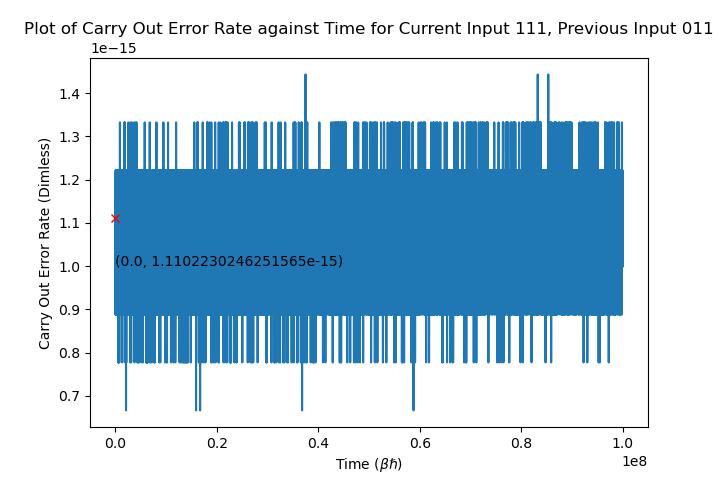 Plot of Carry Out Error Rate against Time for Current Input 111, Previous Input 011
1e−15
1.4
1.3
1.2
1.1
1.0
0.9
0.8
0.7
Carry Out Error Rate (Dimless)
(0.0, 1.1102230246251565e-15)
0.0 0.2 0.4 0.6 0.8 1.0
1e8
Time (βħ)